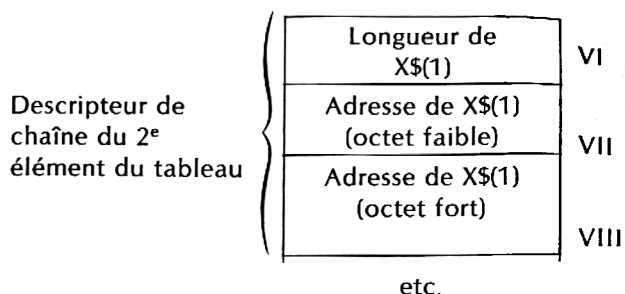 Descripteur de
chaîne du 2e
élément du tableau
Longueur de
X$(1)
VI
Adresse de X$(1)
(octet faible)
VII
Adresse de X$(1)
(octet fort)
VIII
etc.